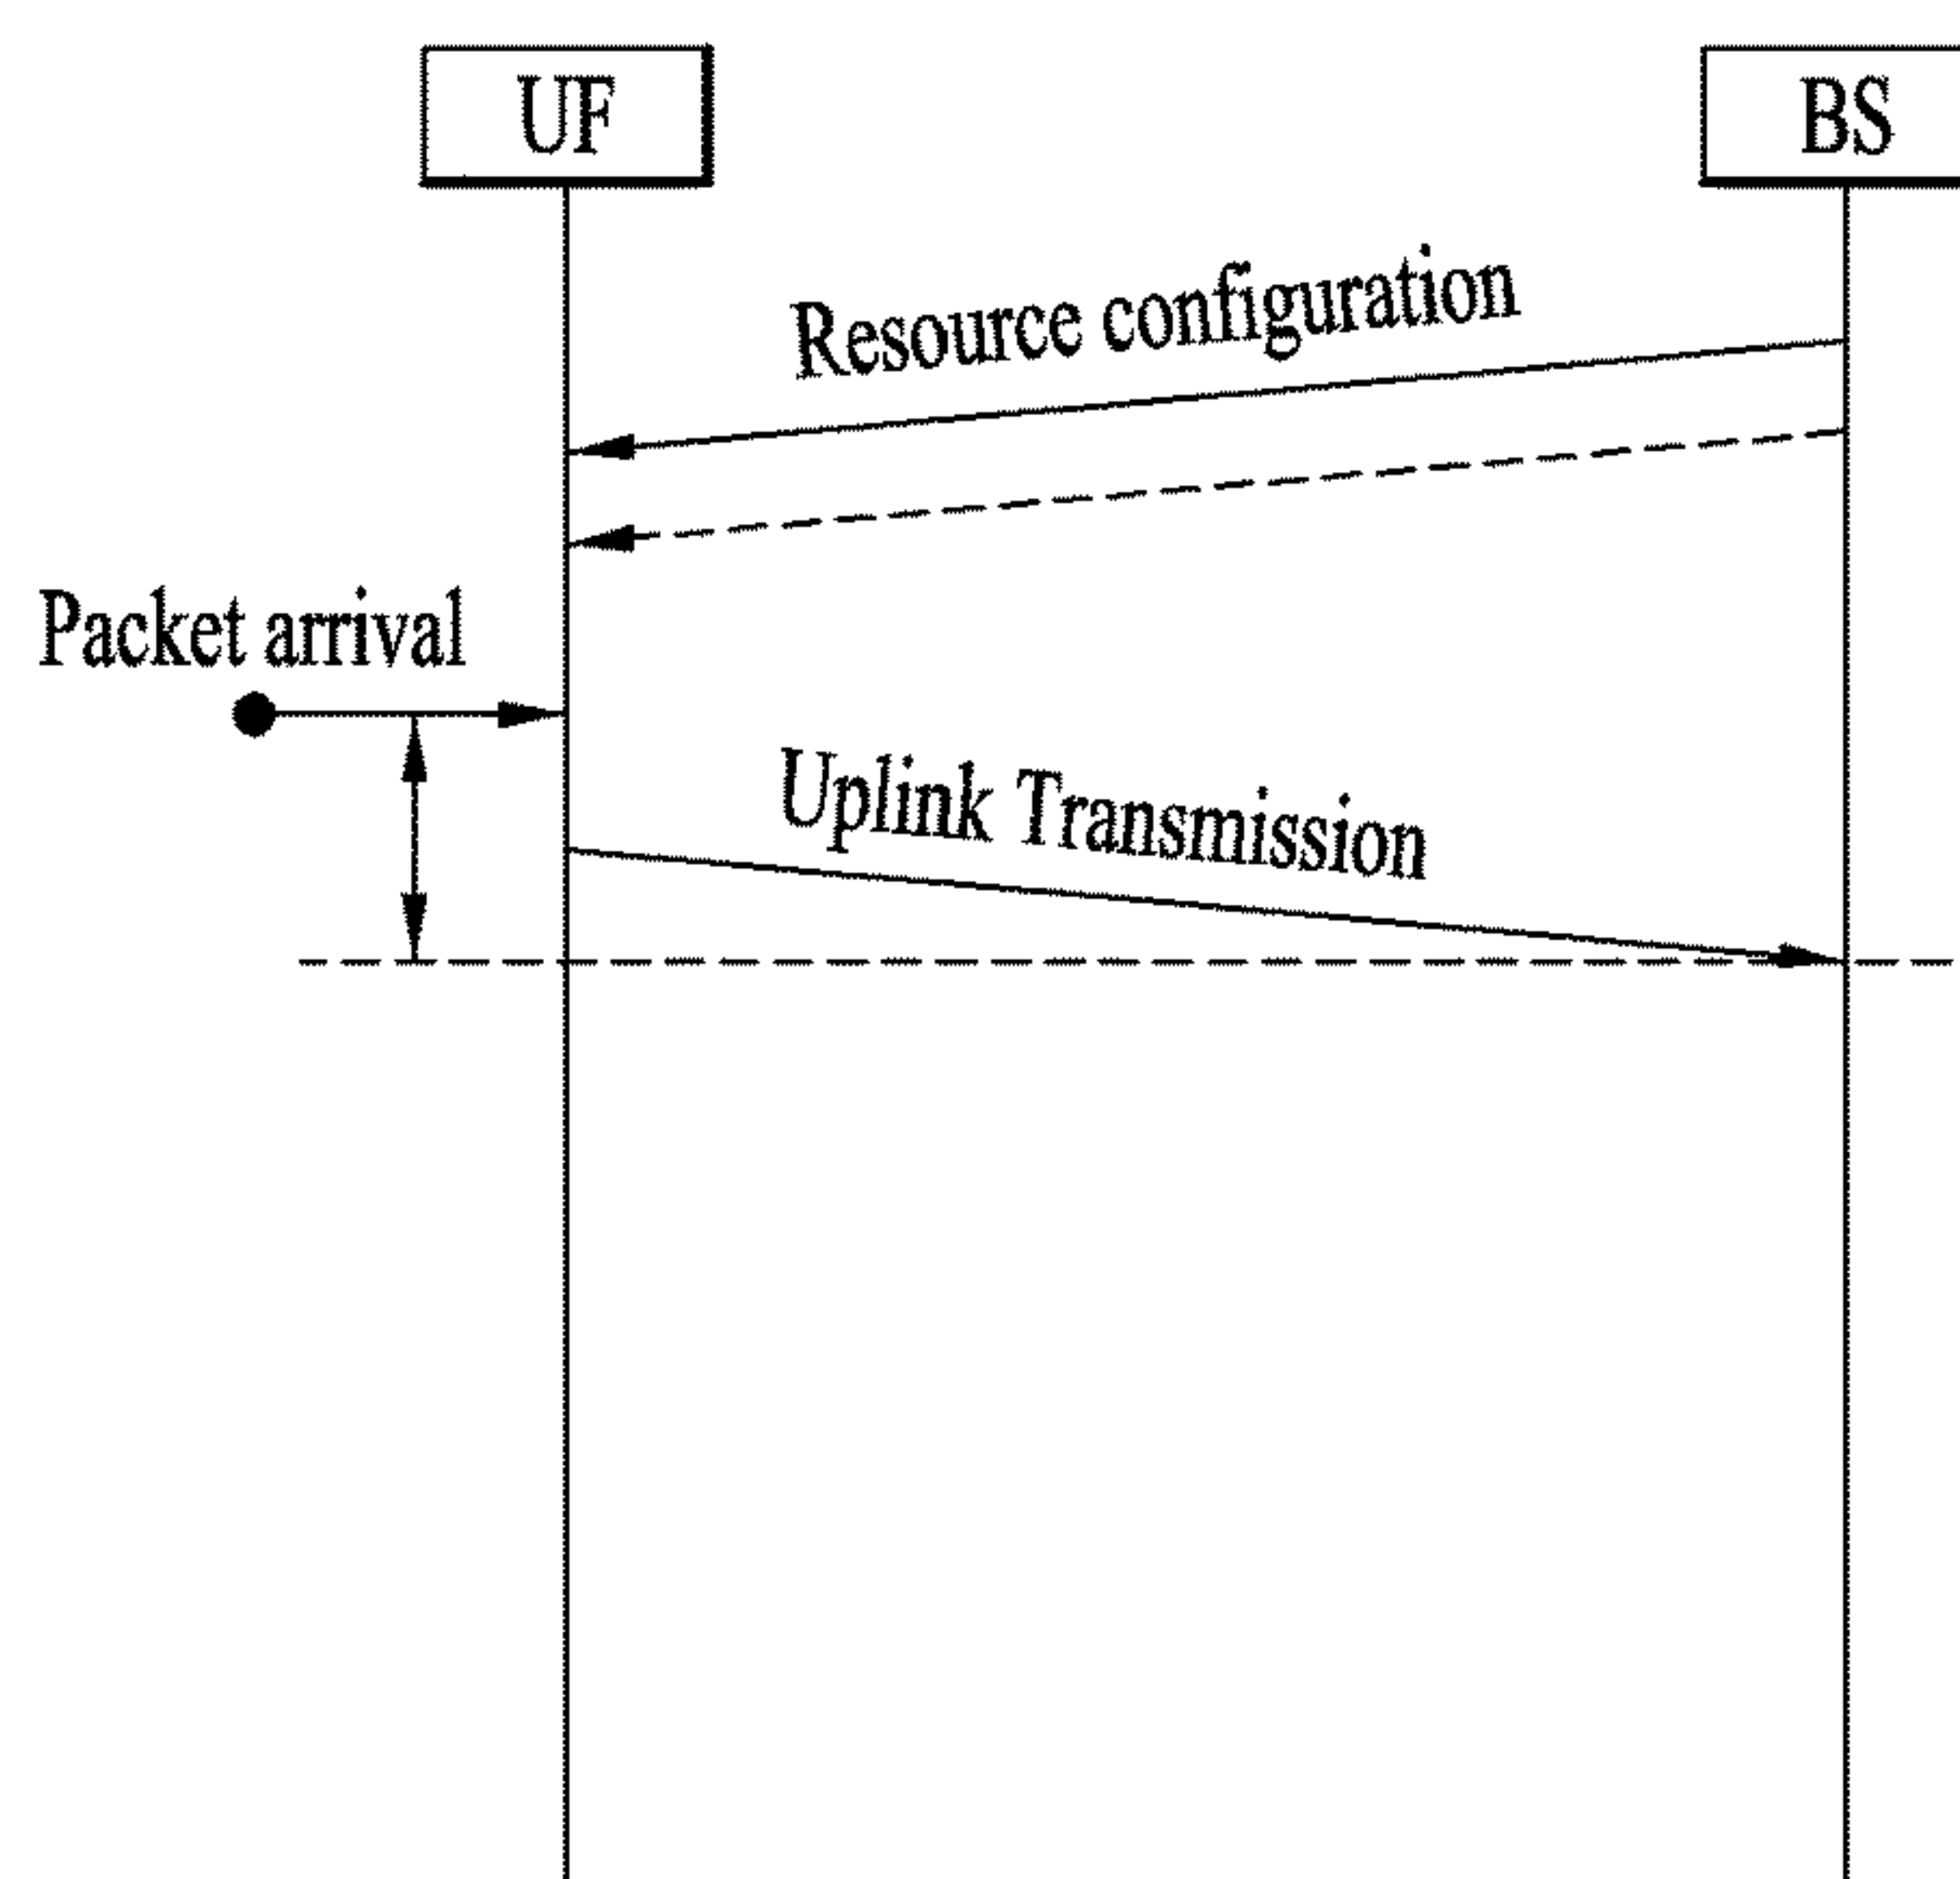 UF
BS
Resource configuration
Packet arrival
Uplink Transmission